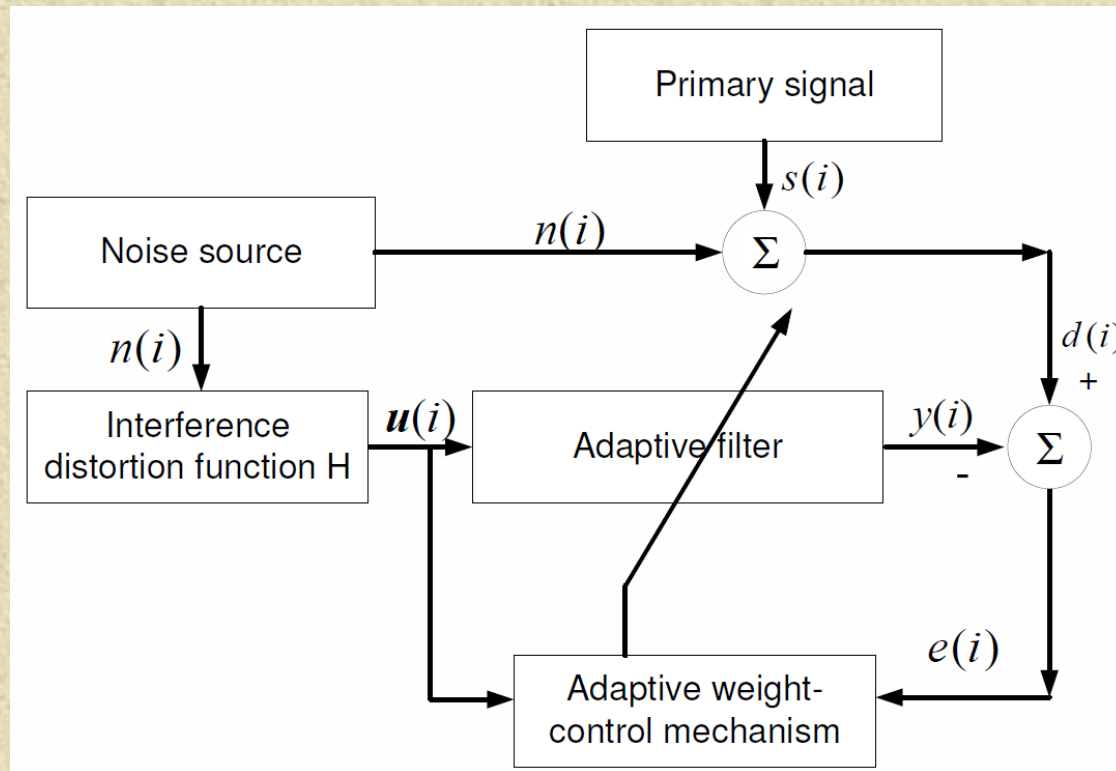 Primary signal
s(i)
Noise source
n(i)
Σ
n(i)
d(i)
+
Interference
distortion function H
u(i)
Adaptive filter
y(i)
-
Σ
e(i)
Adaptive weight-
control mechanism